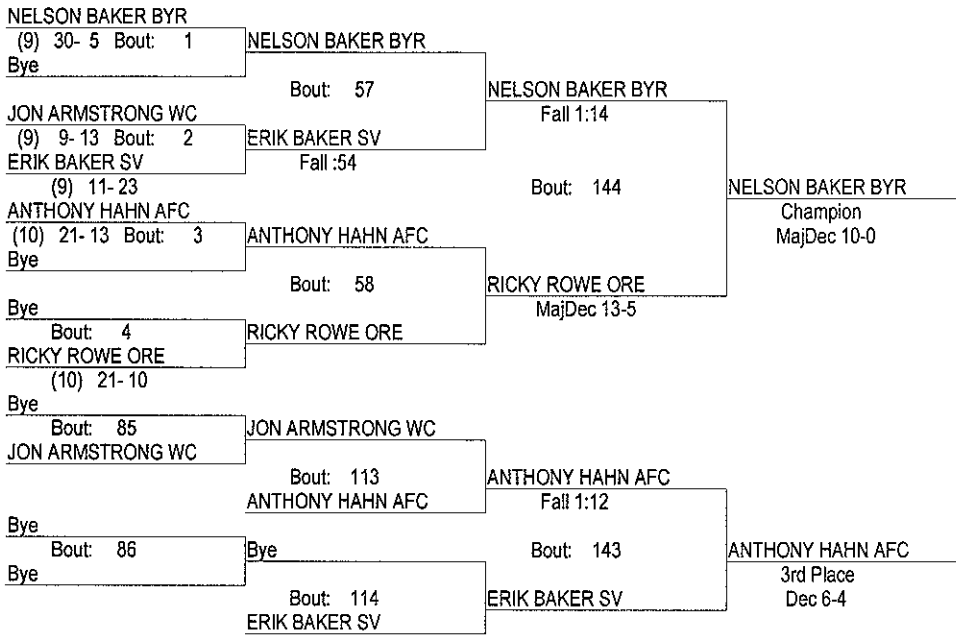 NELSON BAKER BYR
(9) 30- 5 Bout: 1
Bye
NELSON BAKER BYR
Bout: 57
JON ARMSTRONG WC
(9) 9- 13 Bout: 2
ERIK BAKER SV
(9) 11- 23
ERIK BAKER SV
Fall :54
NELSON BAKER BYR
Fall 1:14
Bout: 144
ANTHONY HAHN AFC
(10) 21- 13 Bout: 3
Bye
ANTHONY HAHN AFC
Bout: 58
Bye
Bout: 4
RICKY ROWE ORE
(10) 21- 10
RICKY ROWE ORE
RICKY ROWE ORE
MajDec 13-5
NELSON BAKER BYR
Champion
MajDec 10-0
Bye
Bout: 85
JON ARMSTRONG WC
JON ARMSTRONG WC
Bout: 113
ANTHONY HAHN AFC
ANTHONY HAHN AFC
Fall 1:12
Bout: 143
Bye
Bout: 86
Bye
Bye
Bout: 114
ERIK BAKER SV
ERIK BAKER SV
ANTHONY HAHN AFC
3rd Place
Dec 6-4